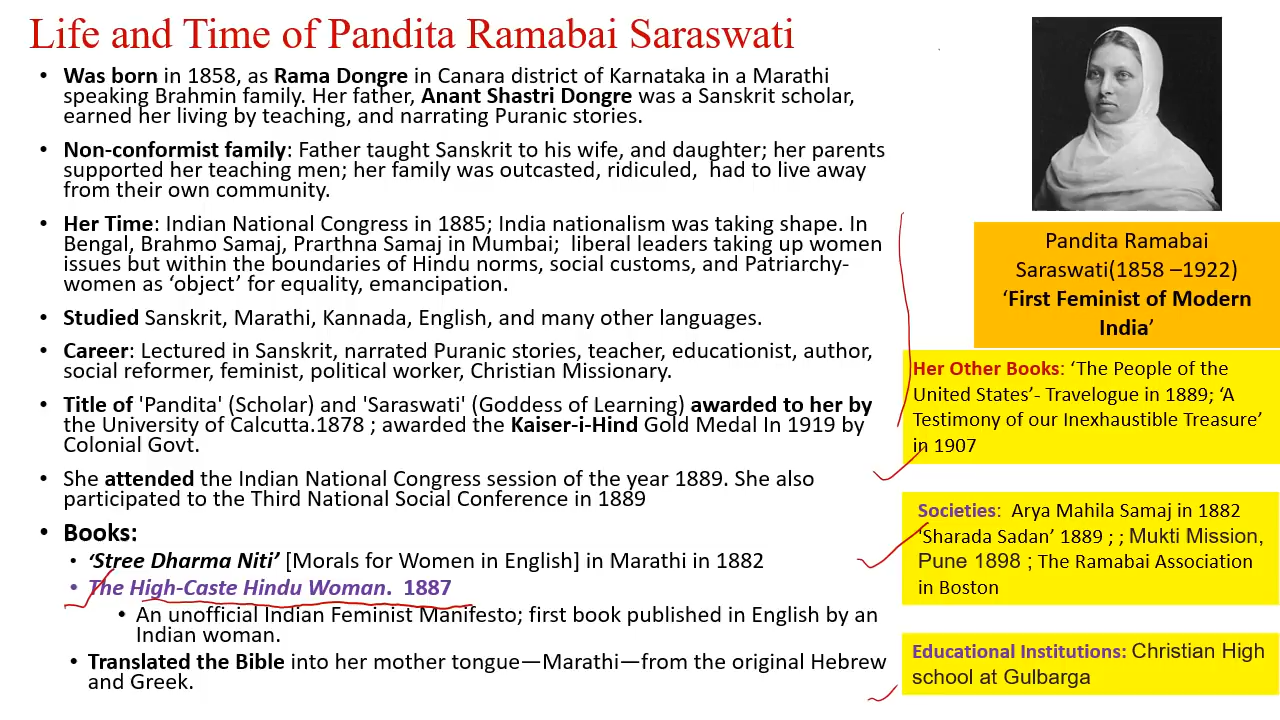 Life and Time of Pandita Ramabai Saraswati
• Was born in 1858, as Rama Dongre in Canara district of Karnataka in a Marathi
speaking Brahmin family. Her father, Anant Shastri Dongre was a Sanskrit scholar,
earned her living by teaching, and narrating Puranic stories.
• Non-conformist family: Father taught Sanskrit to his wife, and daughter; her parents
supported her teaching men; her family was outcasted, ridiculed, had to live away
from their own community.
• Her Time: Indian National Congress in 1885; India nationalism was taking shape. In
Bengal, Brahmo Samaj, Prarthna Samaj in Mumbai; liberal leaders taking up women
issues but within the boundaries of Hindu norms, social customs, and Patriarchy-
women as ‘object’ for equality, emancipation.
• Studied Sanskrit, Marathi, Kannada, English, and many other languages.
• Career: Lectured in Sanskrit, narrated Puranic stories, teacher, educationist, author,
social reformer, feminist, political worker, Christian Missionary.
• Title of 'Pandita' (Scholar) and 'Saraswati' (Goddess of Learning) awarded to her by
the University of Calcutta.1878 ; awarded the Kaiser-i-Hind Gold Medal In 1919 by
Colonial Govt.
• She attended the Indian National Congress session of the year 1889. She also
participated to the Third National Social Conference in 1889
• Books:
• ‘Stree Dharma Niti’ [Morals for Women in English] in Marathi in 1882
• The High-Caste Hindu Woman. 1887
• An unofficial Indian Feminist Manifesto; first book published in English by an
Indian woman.
• Translated the Bible into her mother tongue—Marathi—from the original Hebrew
and Greek.
Pandita Ramabai
Saraswati(1858 –1922)
‘First Feminist of Modern
India’
Her Other Books: ‘The People of the
United States’- Travelogue in 1889; ‘A
Testimony of our Inexhaustible Treasure’
in 1907
Societies: Arya Mahila Samaj in 1882
'Sharada Sadan’ 1889 ; ; Mukti Mission,
Pune 1898 ; The Ramabai Association
in Boston
Educational Institutions: Christian High
school at Gulbarga